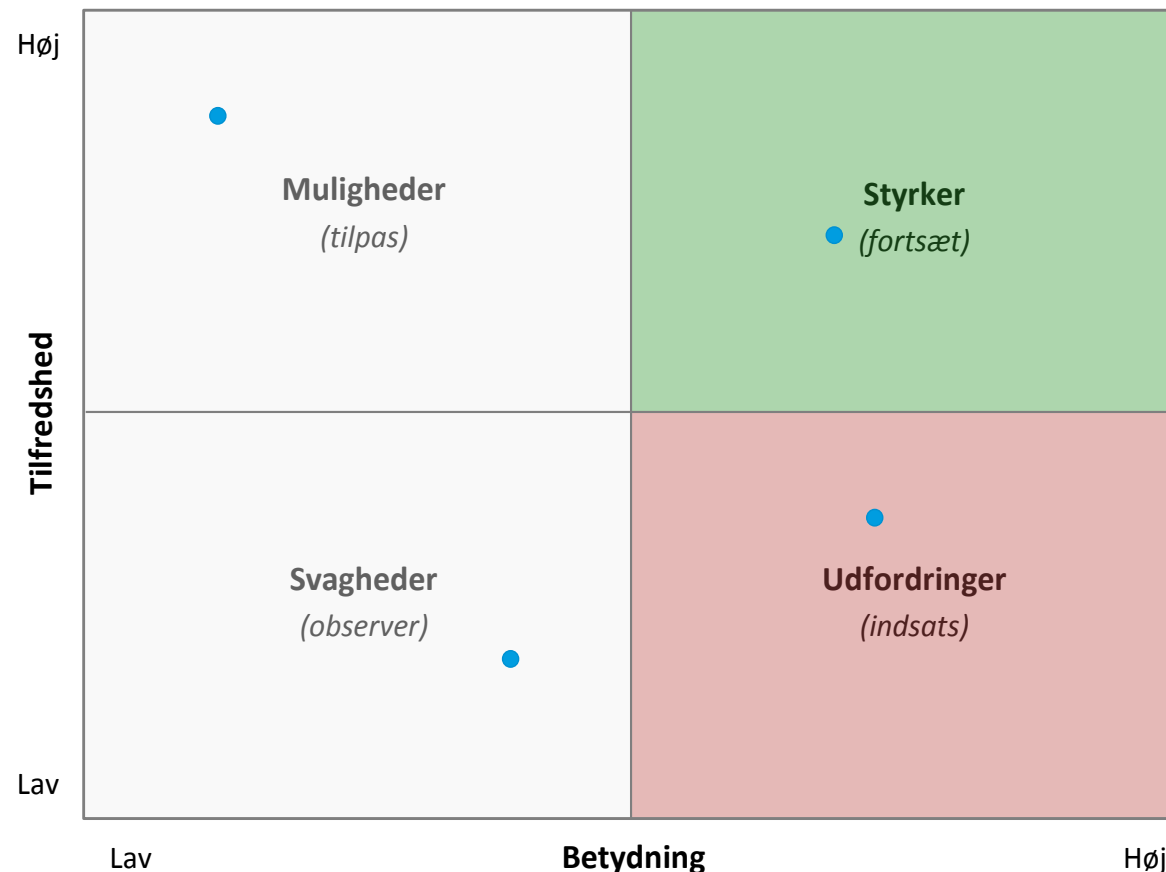 Høj
Muligheder
(tilpas)
Styrker
(fortsæt)
Tilfredshed
Svagheder
(observer)
Udfordringer
(indsats)
Lav
Lav
Betydning
Høj